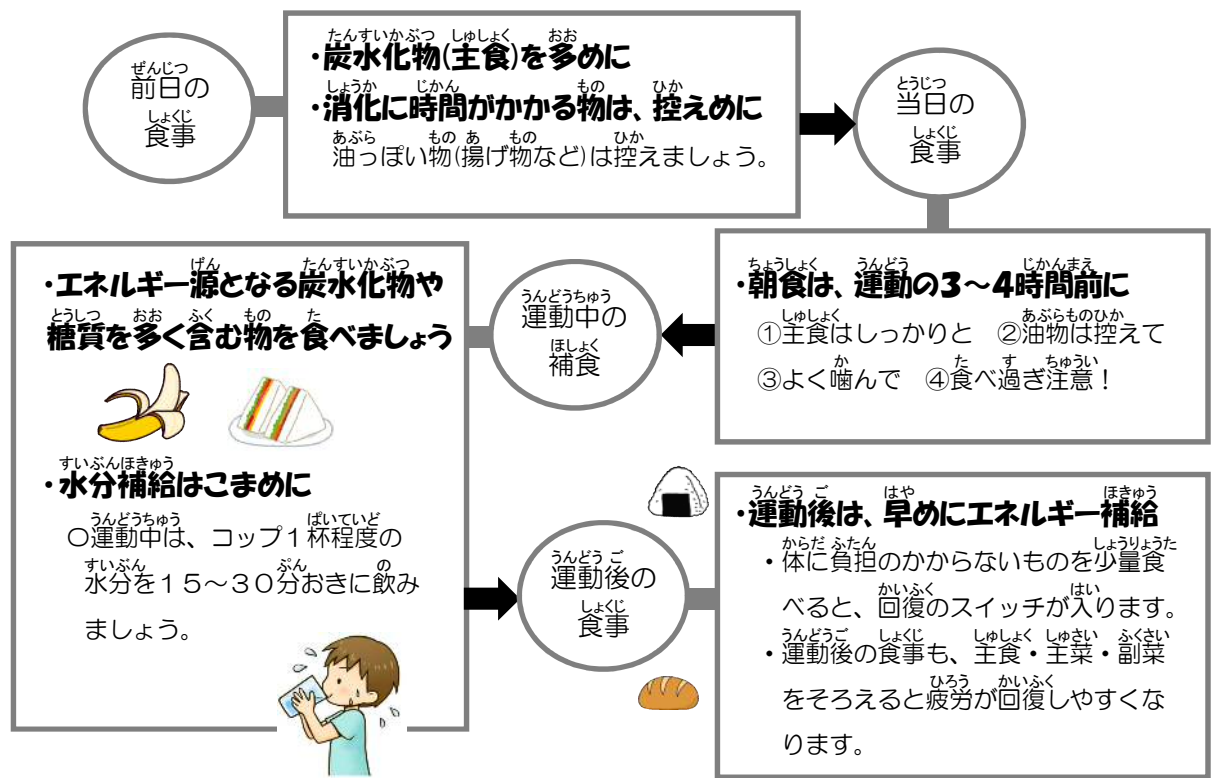 前日の
食事
・炭水化物(主食)を多めに
・消化に時間がかかる物は、控えめに
油っぽい物(揚げ物など)は控えましょう。
当日の
食事
・朝食は、運動の3~4時間前に
①主食はしっかりと ②油物は控えて
③よく噛んで ④食べ過ぎ注意!
運動中の
補食
・エネルギー源となる炭水化物や
糖質を多く含む物を食べましょう
・水分補給はこまめに
○運動中は、コップ1杯程度の
水分を15~30分おきに飲み
ましょう。
運動後の
食事
・運動後は、早めにエネルギー補給
・体に負担のかからないものを少量食
べると、回復のスイッチが入ります。
・運動後の食事も、主食・主菜・副菜
をそろえると疲労が回復しやすくな
ります。